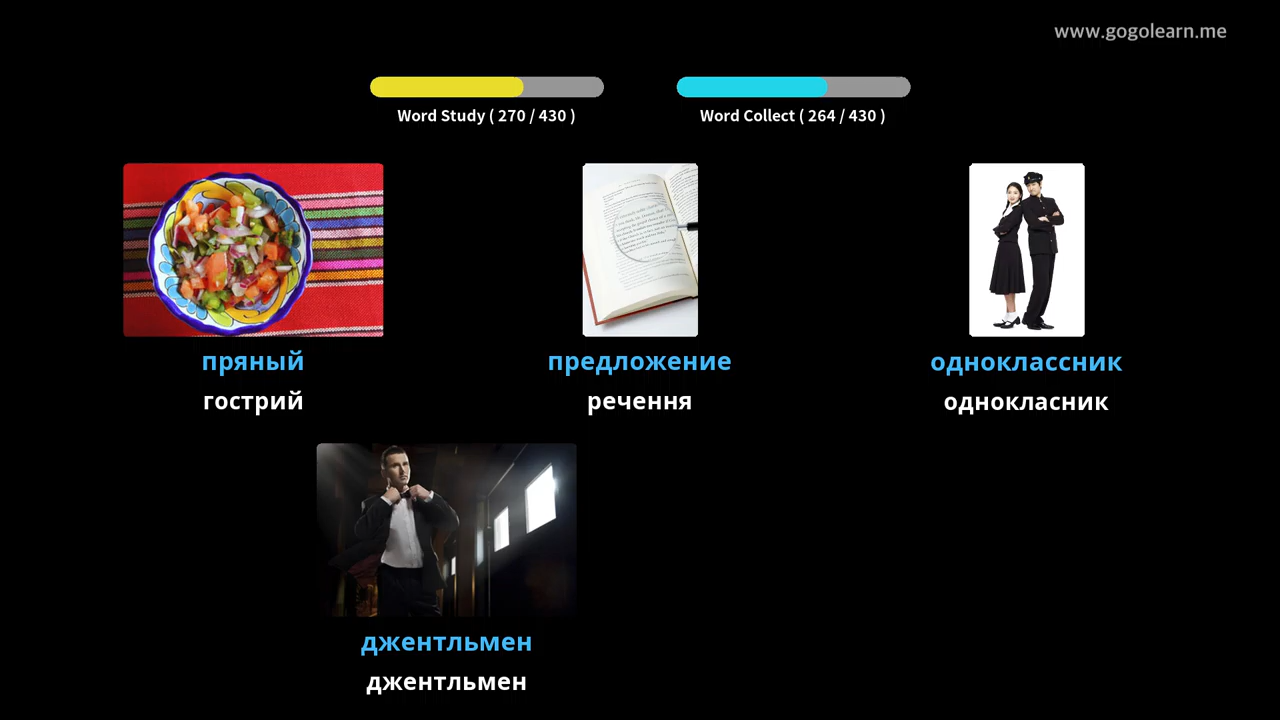 www.gogolearn.me
Word Study ( 270 / 430 )
Word Collect ( 264 / 430 )
пряный
предложение
одноклассник
гострий
речення
однокласник
джентльмен
джентльмен